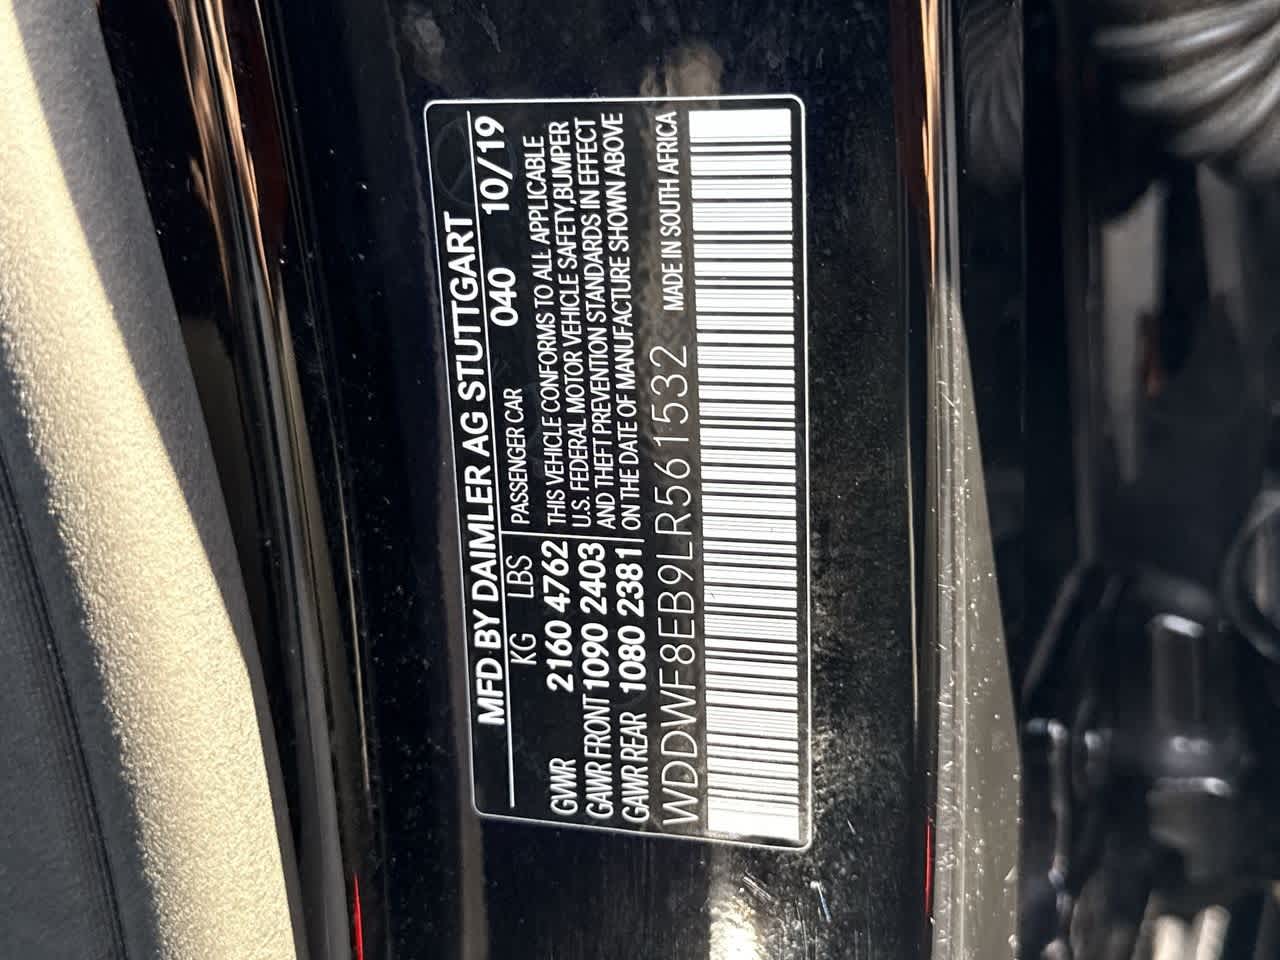 MFD BY DAIMLER AG STUTTGART
KG LBS PASSENGER CAR 040 10/19
GVWR 2160 4762
GAWR FRONT 1090 2403
GAWR REAR 1080 2381
THIS VEHICLE CONFORMS TO ALL APPLICABLE
U.S. FEDERAL MOTOR VEHICLE SAFETY,BUMPER
AND THEFT PREVENTION STANDARDS IN EFFECT
ON THE DATE OF MANUFACTURE SHOWN ABOVE
WDDWF8EB9LR561532 MADE IN SOUTH AFRICA